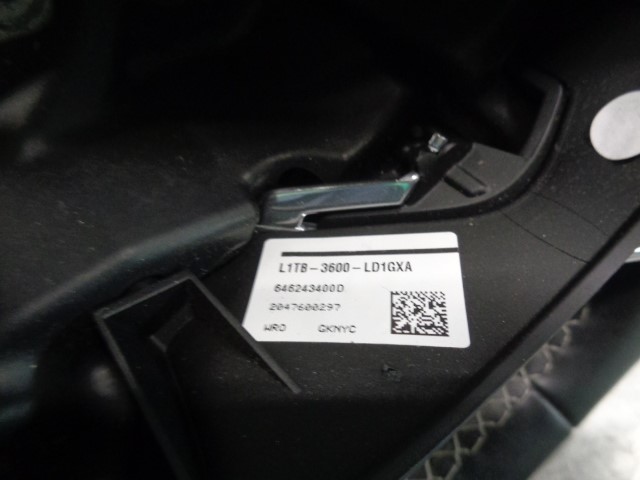 L1TB-3600-LD1GXA
646243400D
2047600297
WRO GKNYC